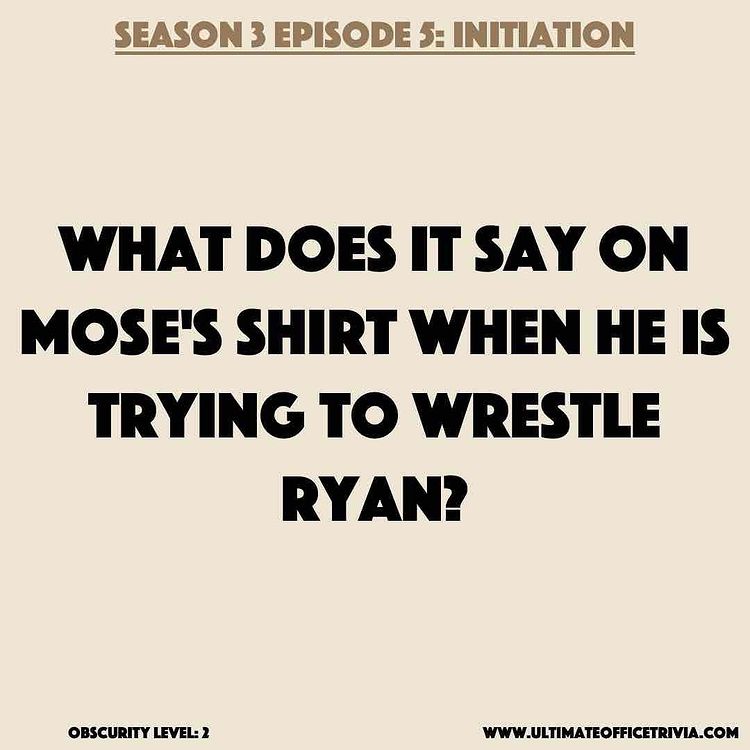 SEASON 3 EPISODE 5: INITIATION
WHAT DOES IT SAY ON
MOSE'S SHIRT WHEN HE IS
TRYING TO WRESTLE
RYAN?
OBSCURITY LEVEL: 2
WWW.ULTIMATEOFFICETRIVIA.COM